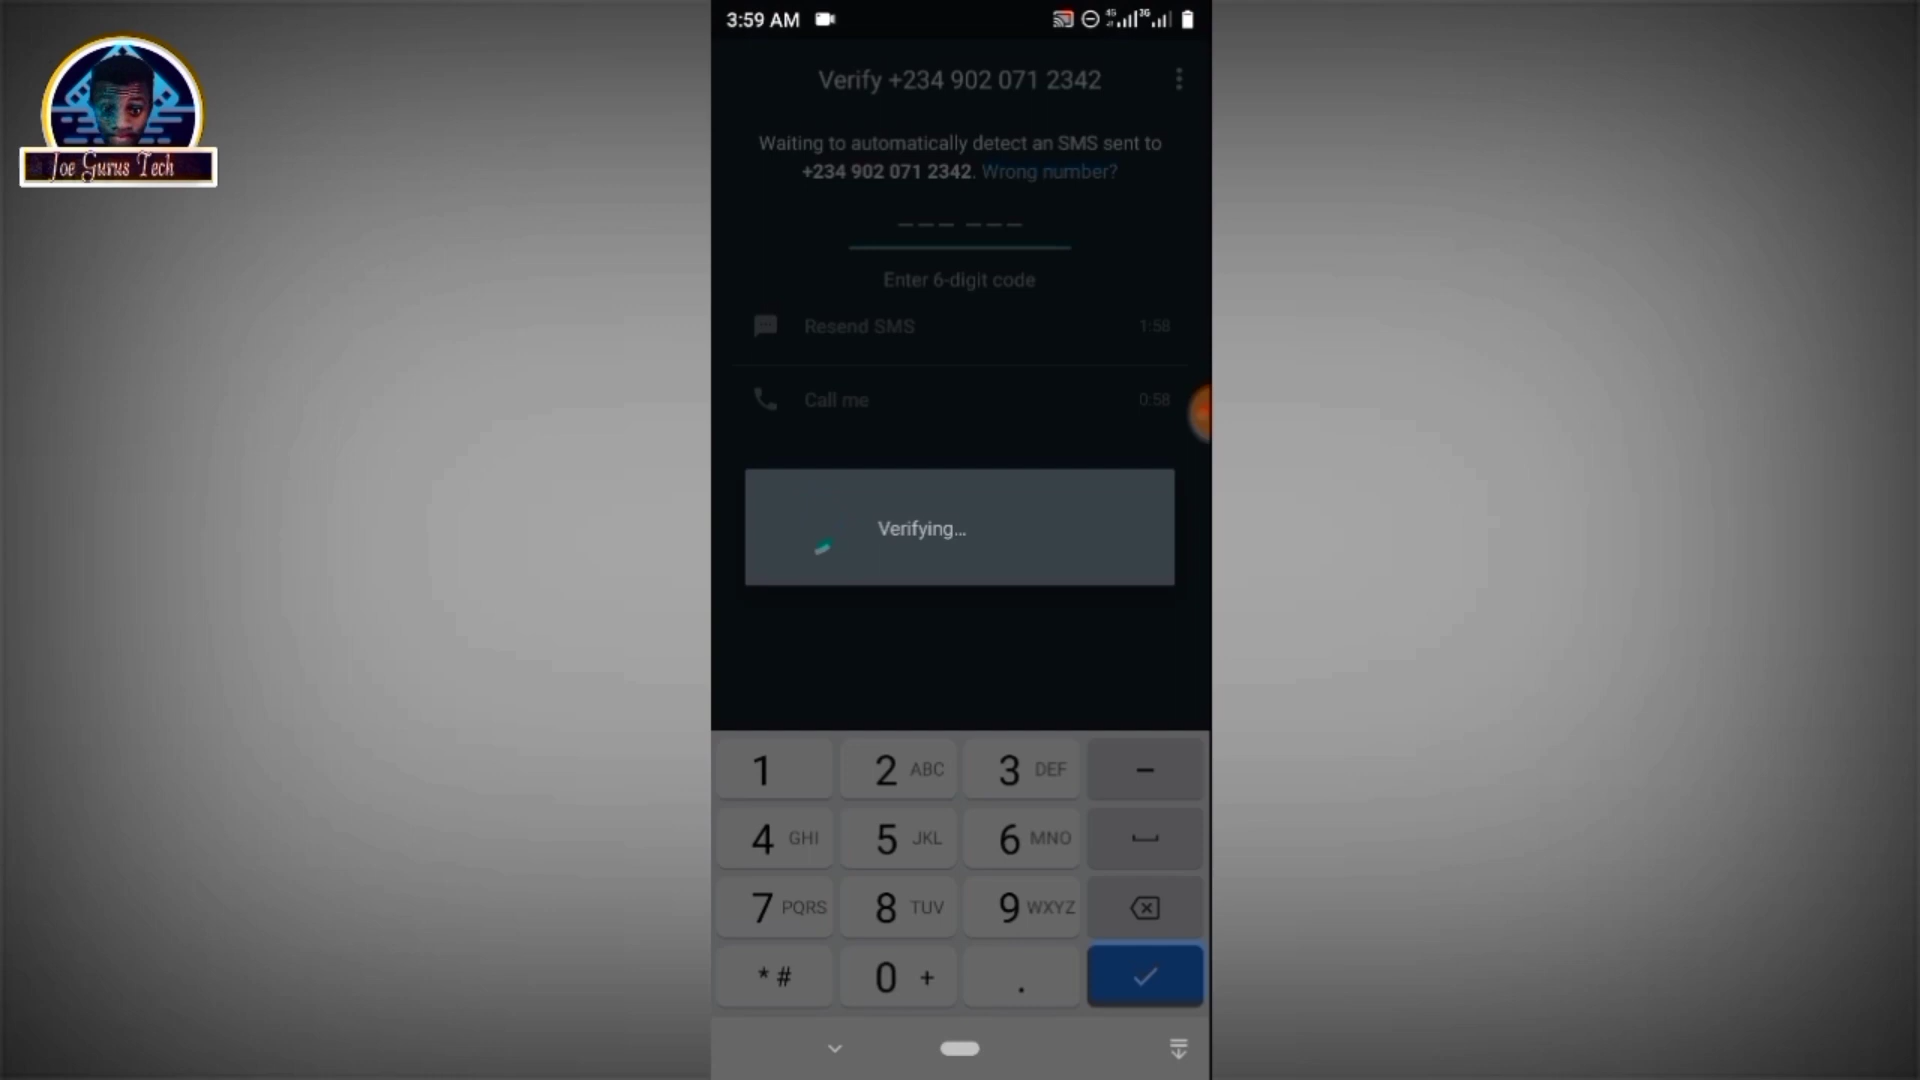 3:59 AM
4G 3G
Joe Gurus Tech
Verify +234 902 071 2342
Waiting to automatically detect an SMS sent to
+234 902 071 2342. Wrong number?
Enter 6-digit code
Resend SMS 1:58
Call me 0:58
Verifying...
1 2 ABC 3 DEF –
4 GHI 5 JKL 6 MNO
7 PQRS 8 TUV 9 WXYZ
* # 0 + .